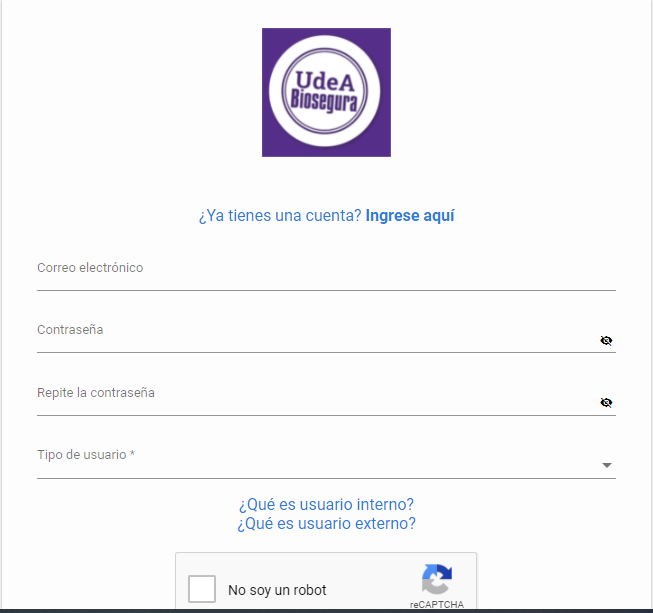 UdeA
Biosegura
¿Ya tienes una cuenta? Ingrese aquí
Correo electrónico
Contraseña
Repite la contraseña
Tipo de usuario *
¿Qué es usuario interno?
¿Qué es usuario externo?
No soy un robot
reCAPTCHA